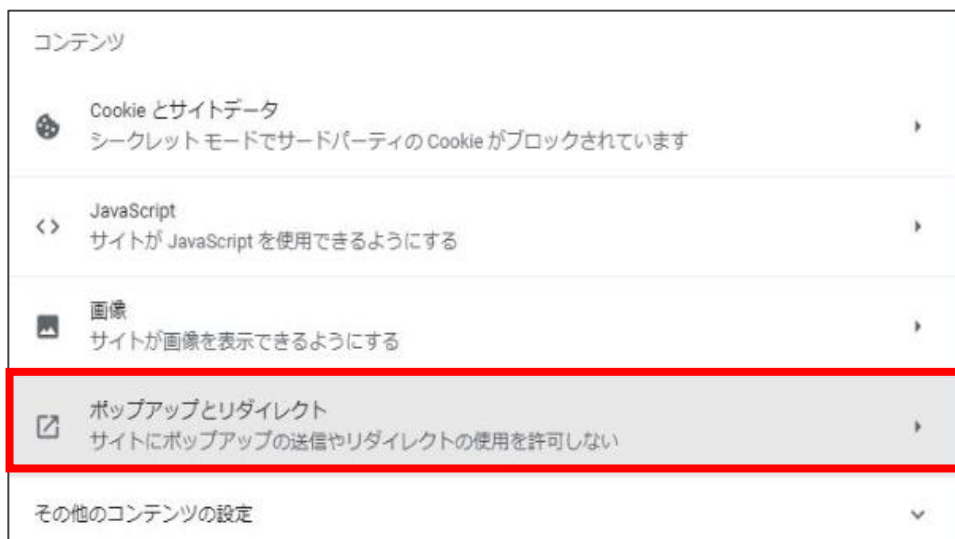 コンテンツ
Cookie とサイトデータ
シークレット モードでサードパーティの Cookie がブロックされています
JavaScript
サイトが JavaScript を使用できるようにする
画像
サイトが画像を表示できるようにする
ポップアップとリダイレクト
サイトにポップアップの送信やリダイレクトの使用を許可しない
その他のコンテンツの設定